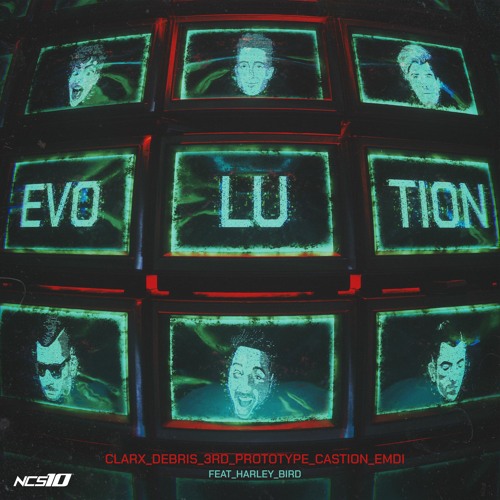 EVO LU TION
CLARX_DEBRIS_3RD_PROTOTYPE_CASTION_EMDI
FEAT_HARLEY_BIRD
NCS10